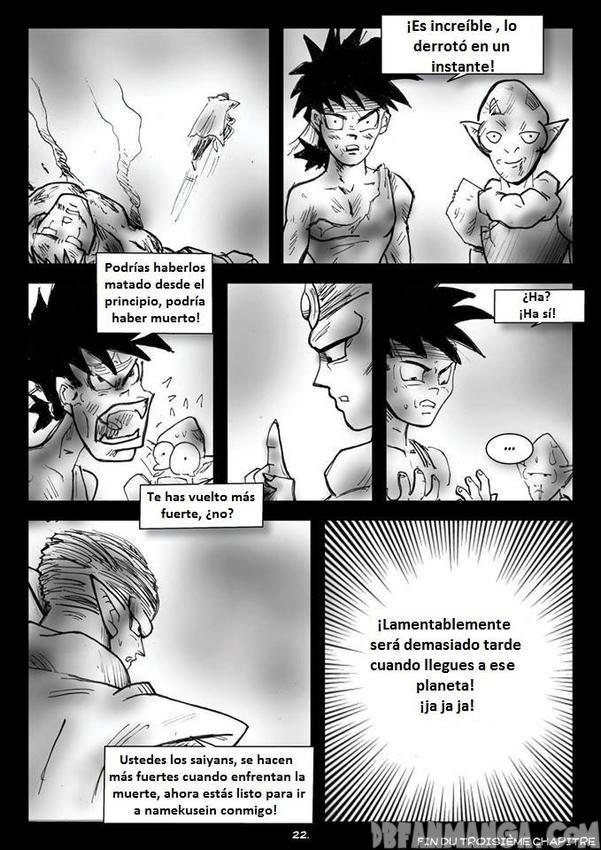 ¡Es increíble , lo
derrotó en un
instante!
Podrías haberlos
matado desde el
principio, podría
haber muerto!
¿Ha?
¡Ha sí!
...
Te has vuelto más
fuerte, ¿no?
Ustedes los saiyans, se hacen
más fuertes cuando enfrentan la
muerte, ahora estás listo para ir
a namekusein conmigo!
¡Lamentablemente
será demasiado tarde
cuando llegues a ese
planeta!
¡ja ja ja!
22.
DBFANMANGA.COM
FIN DU TROISIÈME CHAPITRE